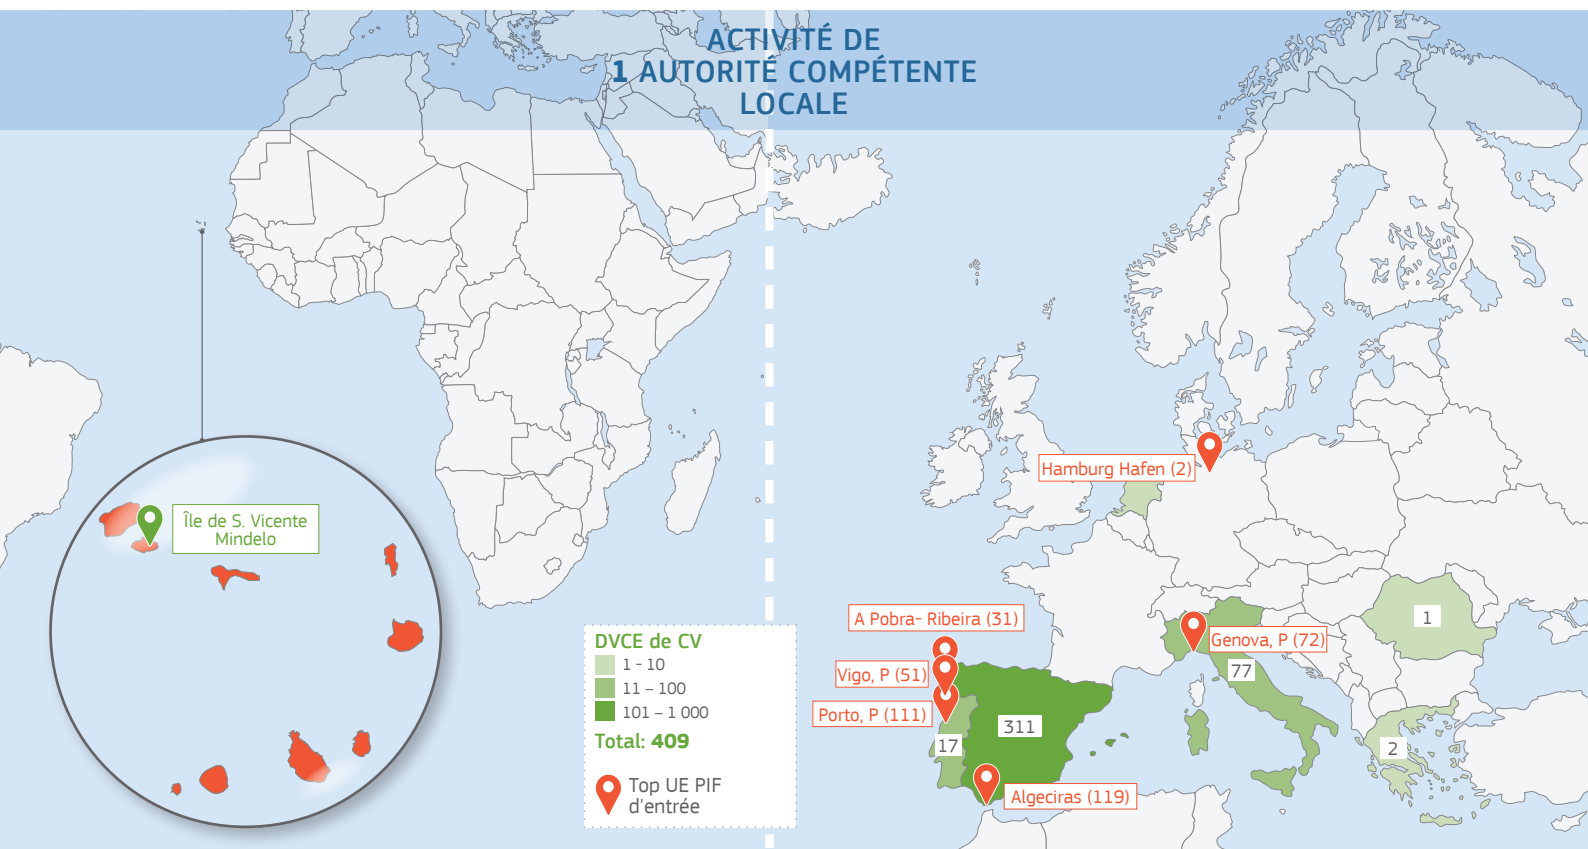 ACTIVITÉ DE
1 AUTORITÉ COMPÉTENTE
LOCALE
Hamburg Hafen (2)
Île de S. Vicente
Mindelo
A Pobra- Ribeira (31)
Vigo, P (51)
Porto, P (111)
Genova, P (72)
77
1
311
17
2
Algeciras (119)
DVCE de CV
1 - 10
11 – 100
101 – 1 000
Total: 409
Top UE PIF
d'entrée